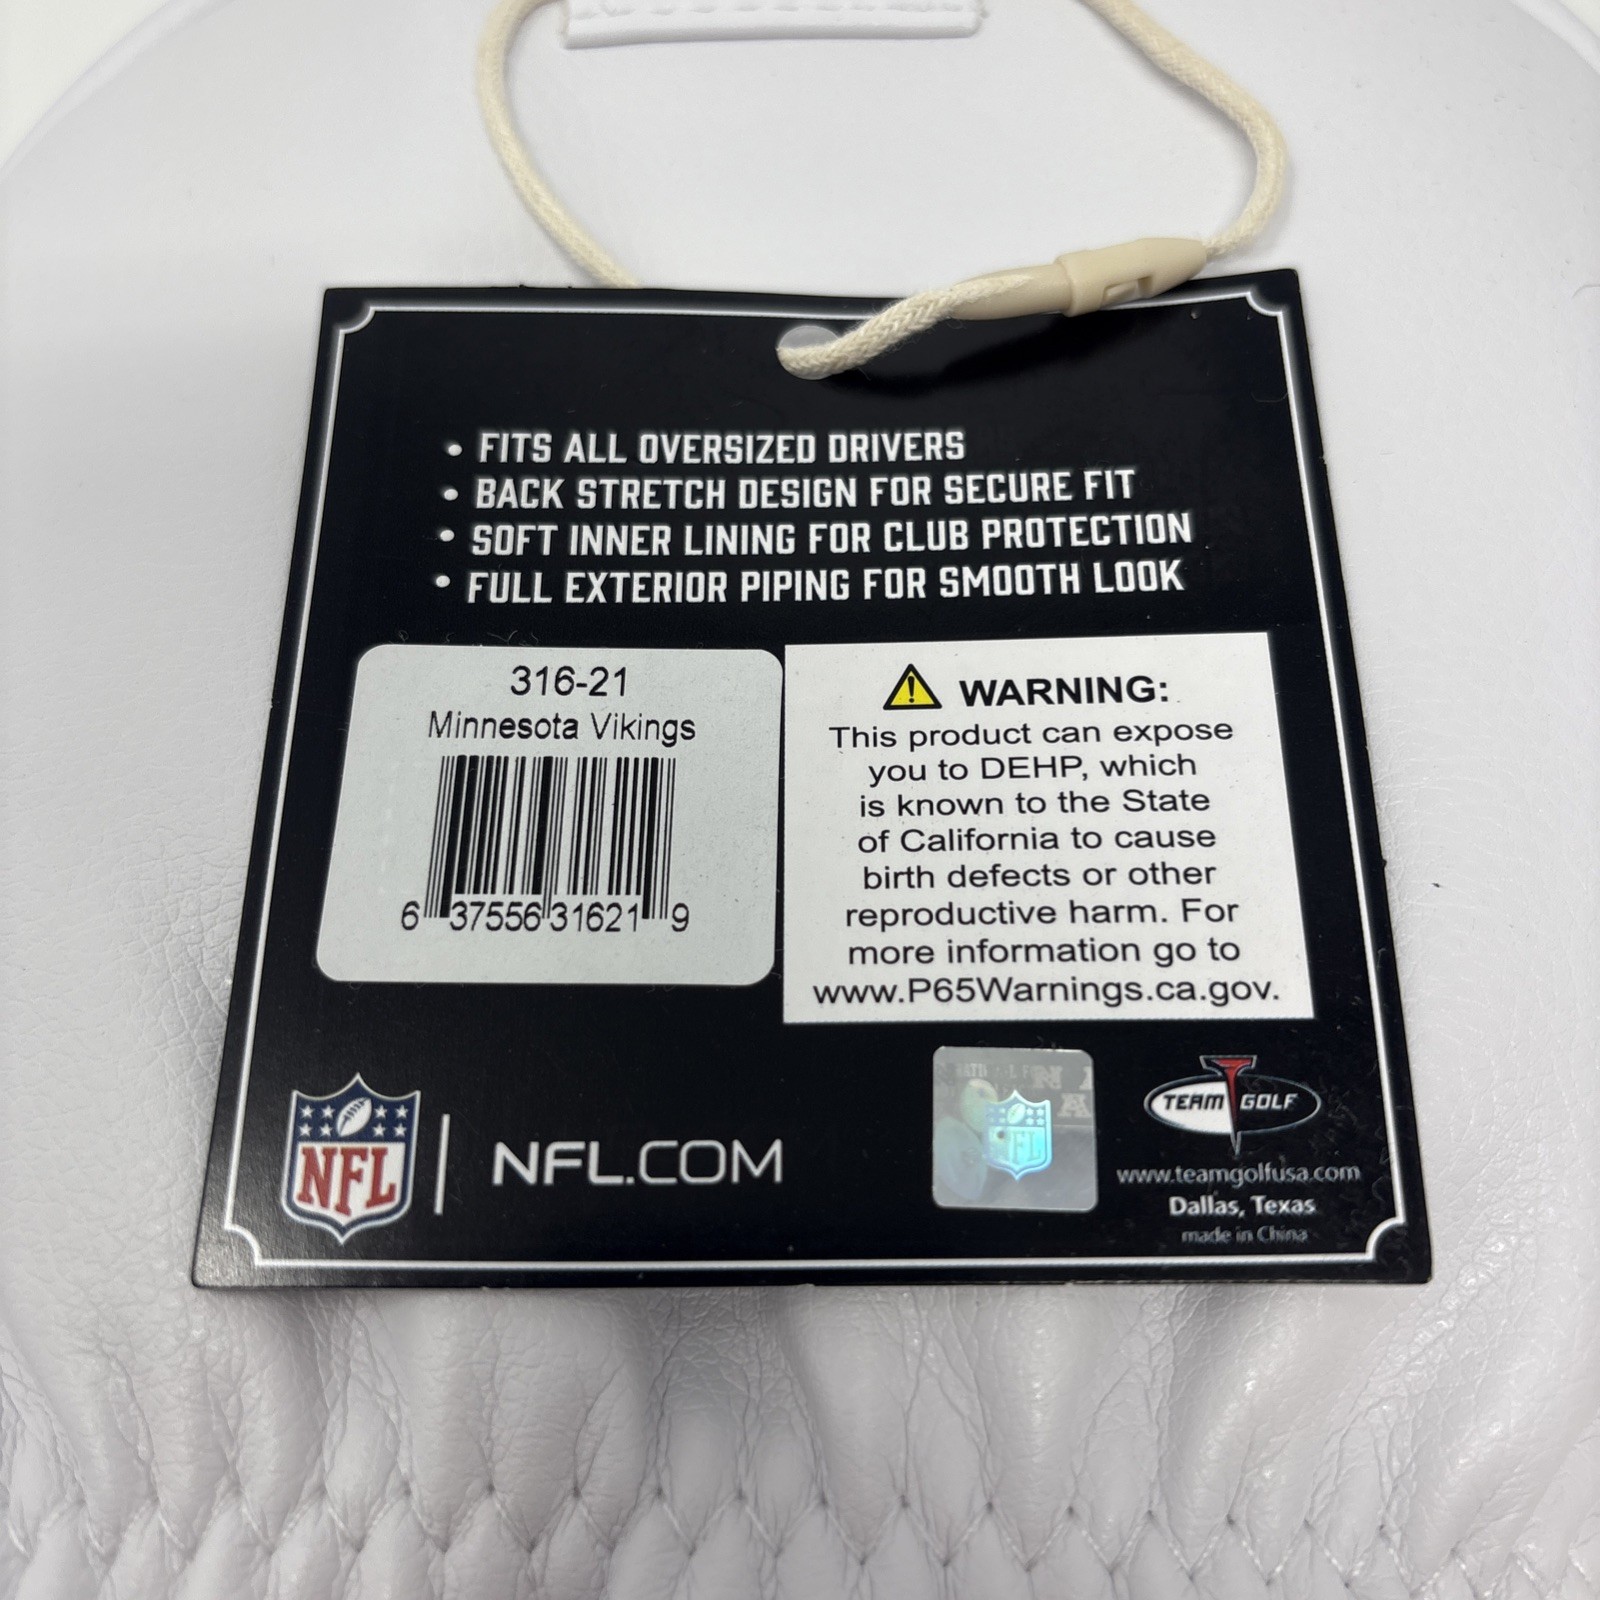 • FITS ALL OVERSIZED DRIVERS
• BACK STRETCH DESIGN FOR SECURE FIT
• SOFT INNER LINING FOR CLUB PROTECTION
• FULL EXTERIOR PIPING FOR SMOOTH LOOK
316-21
Minnesota Vikings
6 37556 31621 9
WARNING:
This product can expose
you to DEHP, which
is known to the State
of California to cause
birth defects or other
reproductive harm. For
more information go to
www.P65Warnings.ca.gov.
NFL
NFL.COM
NFL
TEAM GOLF
www.teamgolfusa.com
Dallas, Texas
made in China